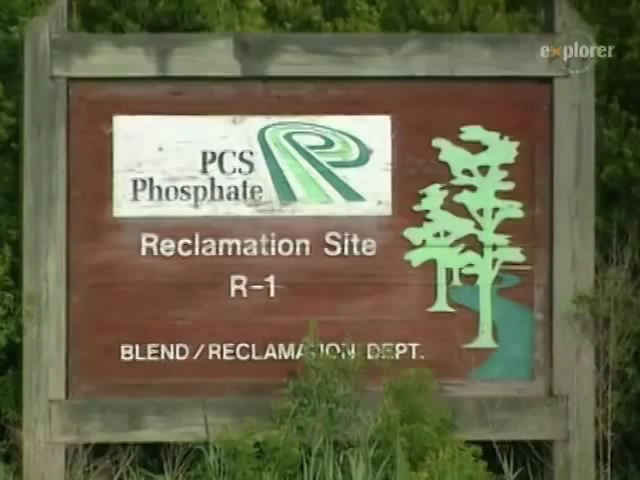 explorer
PCS
Phosphate
Reclamation Site
R-1
BLEND/RECLAMATION DEPT.